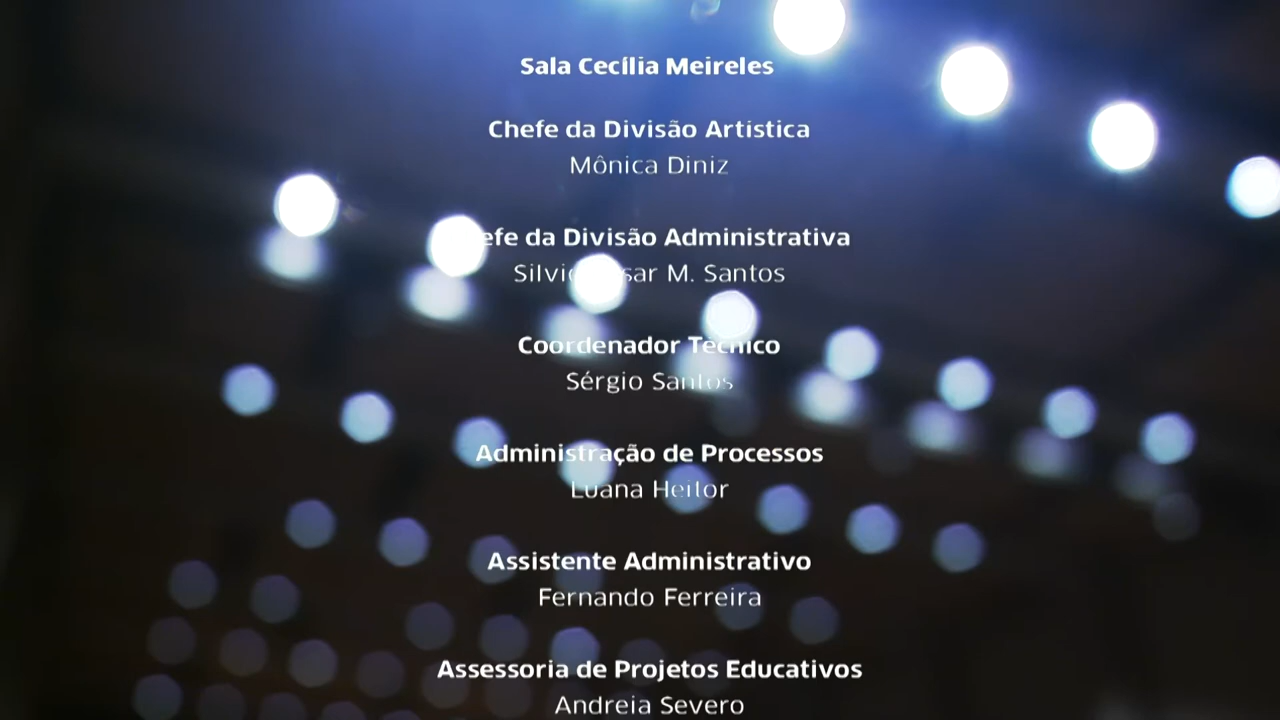 Sala Cecília Meireles
Chefe da Divisão Artística
Mônica Diniz
da Divisão Administrativa
M. Santos
Coordenador Técnico
Sérgio Santos
Administração de Processos
Luana Heitor
Assistente Administrativo
Fernando Ferreira
Assessoria de Projetos Educativos
Andreia Severo